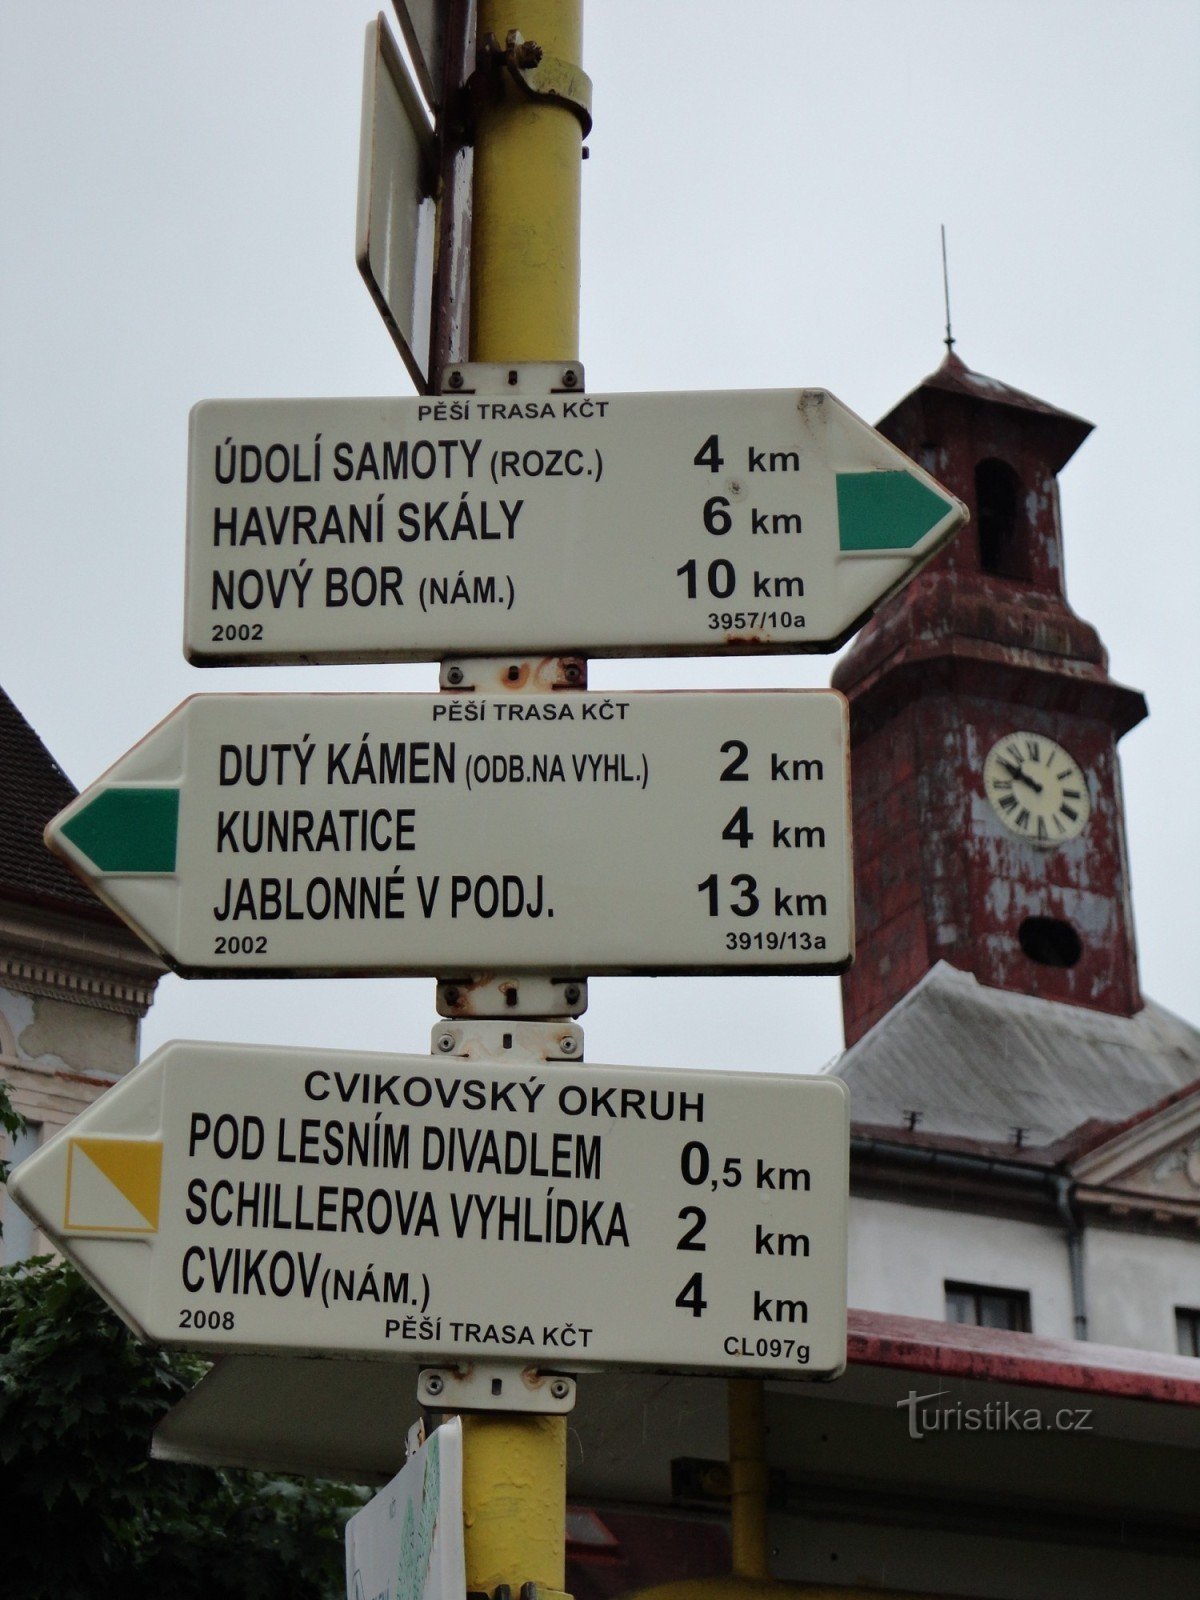 PĚŠÍ TRASA KČT
ÚDOLÍ SAMOTY (ROZC.) 4 km
HAVRANÍ SKÁLY 6 km
NOVÝ BOR (NÁM.) 10 km
2002 3957/10a
PĚŠÍ TRASA KČT
DUTÝ KÁMEN (ODB.NA VYHL.) 2 km
KUNRATICE 4 km
JABLONNÉ V PODJ. 13 km
2002 3919/13a
CVIKOVSKÝ OKRUH
POD LESNÍM DIVADLEM 0,5 km
SCHILLEROVA VYHLÍDKA 2 km
CVIKOV (NÁM.) 4 km
2008 PĚŠÍ TRASA KČT CL097g
Turistika.cz